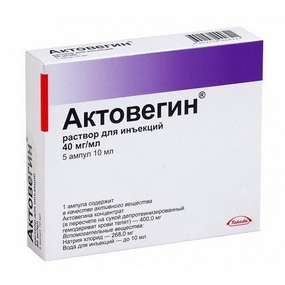 Актовегин®
раствор для инъекций
40 мг/мл
5 ампул 10 мл
1 ампула содержит
в качестве активного вещества
Актовегина концентрат
(в пересчете на сухой депротеинизированный
гемодериват крови телят) — 400,0 мг
Вспомогательные вещества:
Натрия хлорид — 268,0 мг
Вода для инъекций — до 10 мл
Takeda